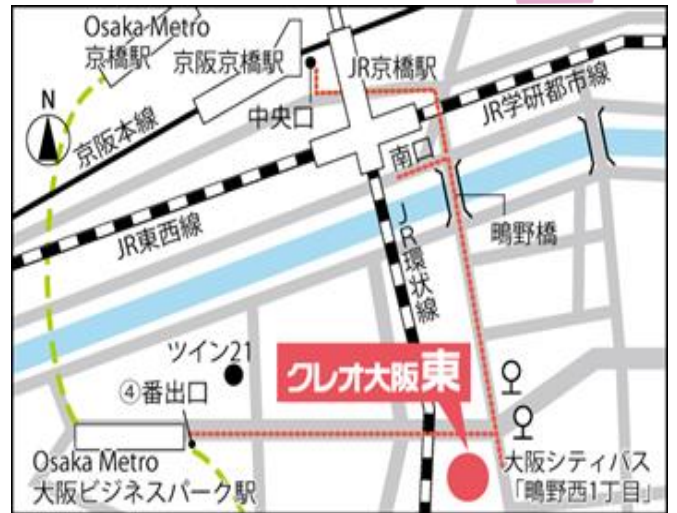 Osaka Metro
京橋駅
京阪京橋駅
JR京橋駅
N
中央口
JR学研都市線
京阪本線
南口
JR東西線
鴫野橋
JR環状線
ツイン21
クレオ大阪東
④番出口
Osaka Metro
大阪ビジネスパーク駅
大阪シティバス
「鴫野西1丁目」